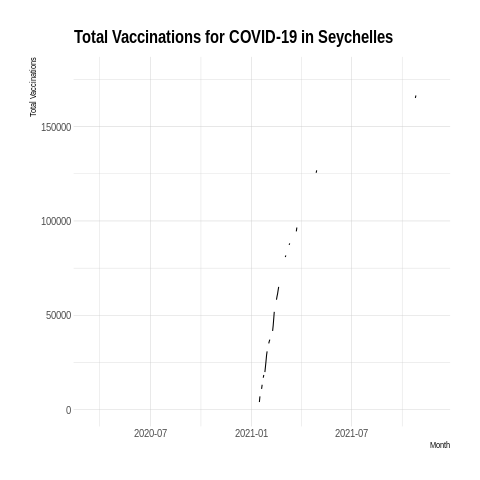 Total Vaccinations for COVID-19 in Seychelles
Total Vaccinations
150000
100000
50000
0
2020-07 2021-01 2021-07
Month